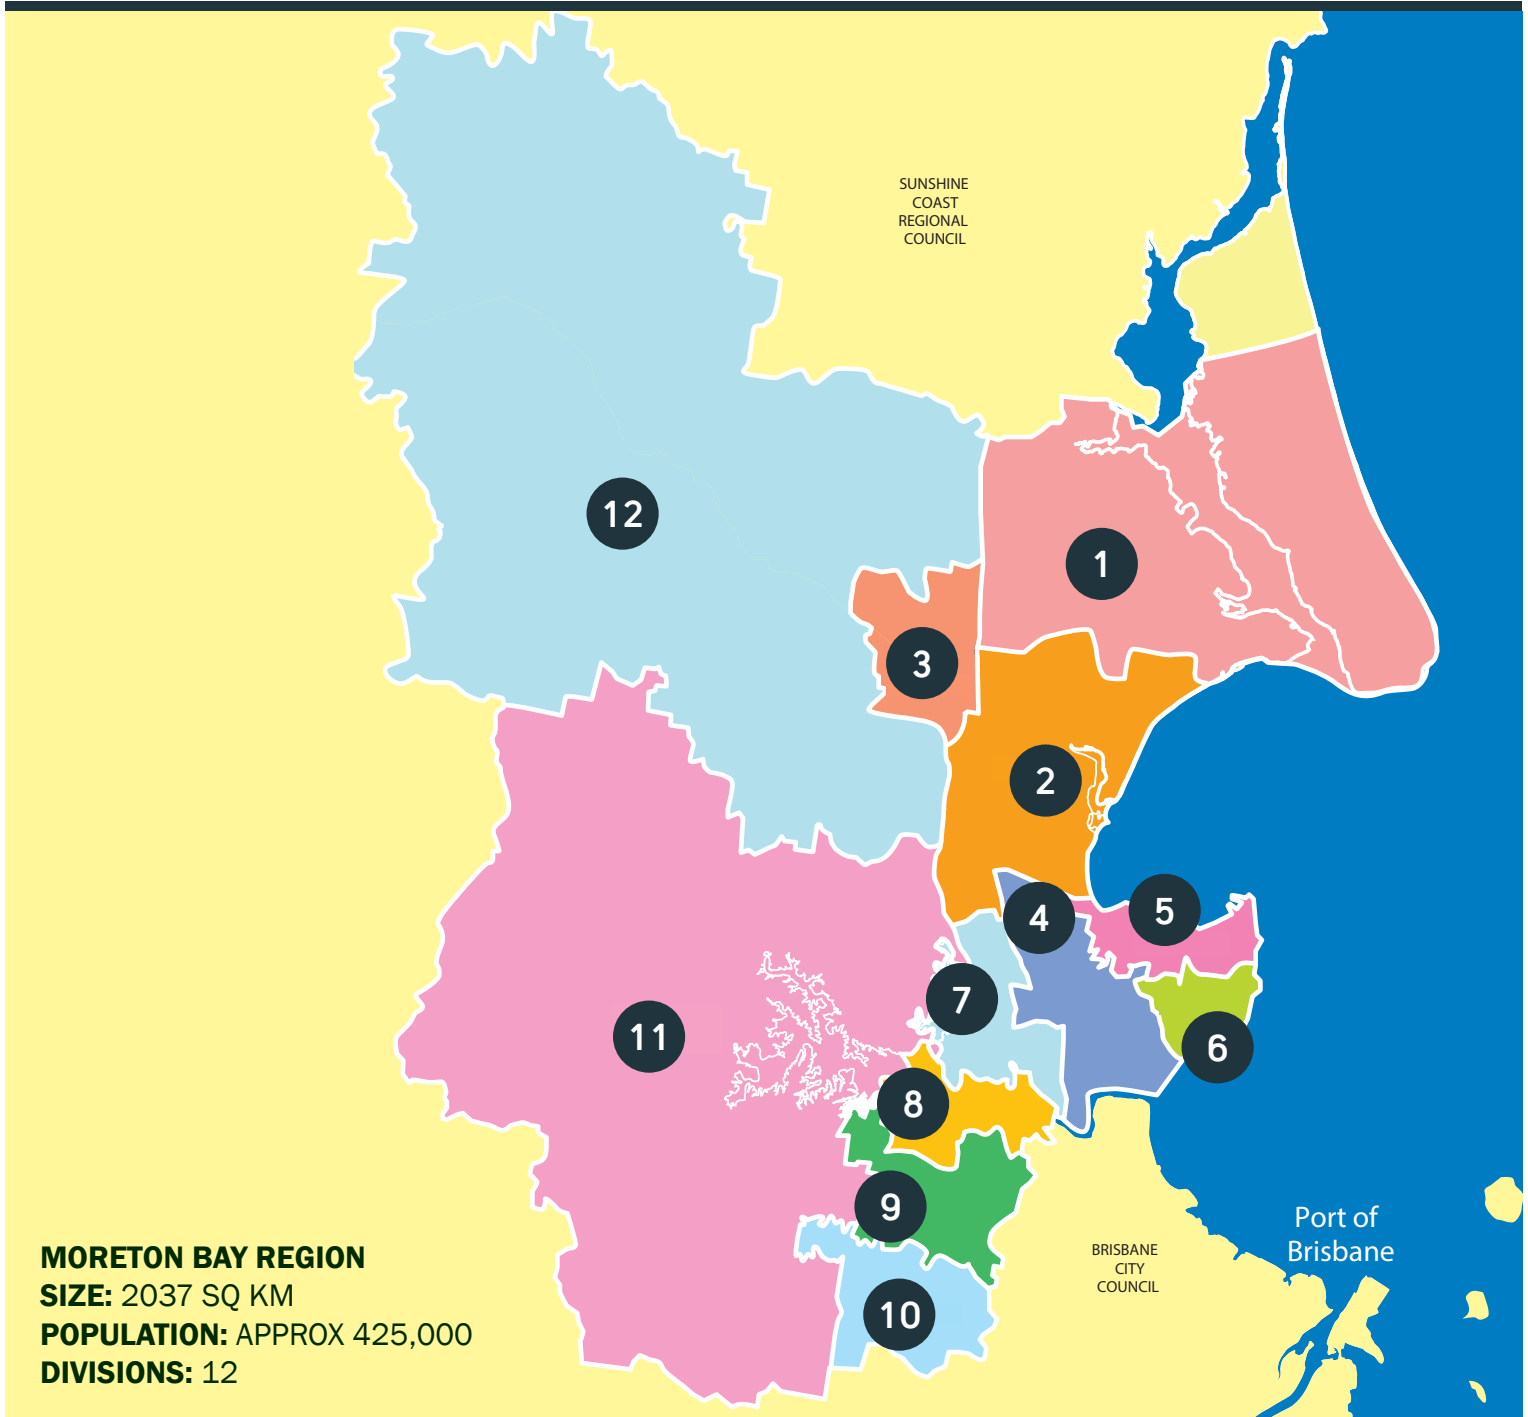 SUNSHINE
COAST
REGIONAL
COUNCIL
12
1
3
2
4
5
7
11
6
8
9
10
Port of
Brisbane
BRISBANE
CITY
COUNCIL
MORETON BAY REGION
SIZE: 2037 SQ KM
POPULATION: APPROX 425,000
DIVISIONS: 12